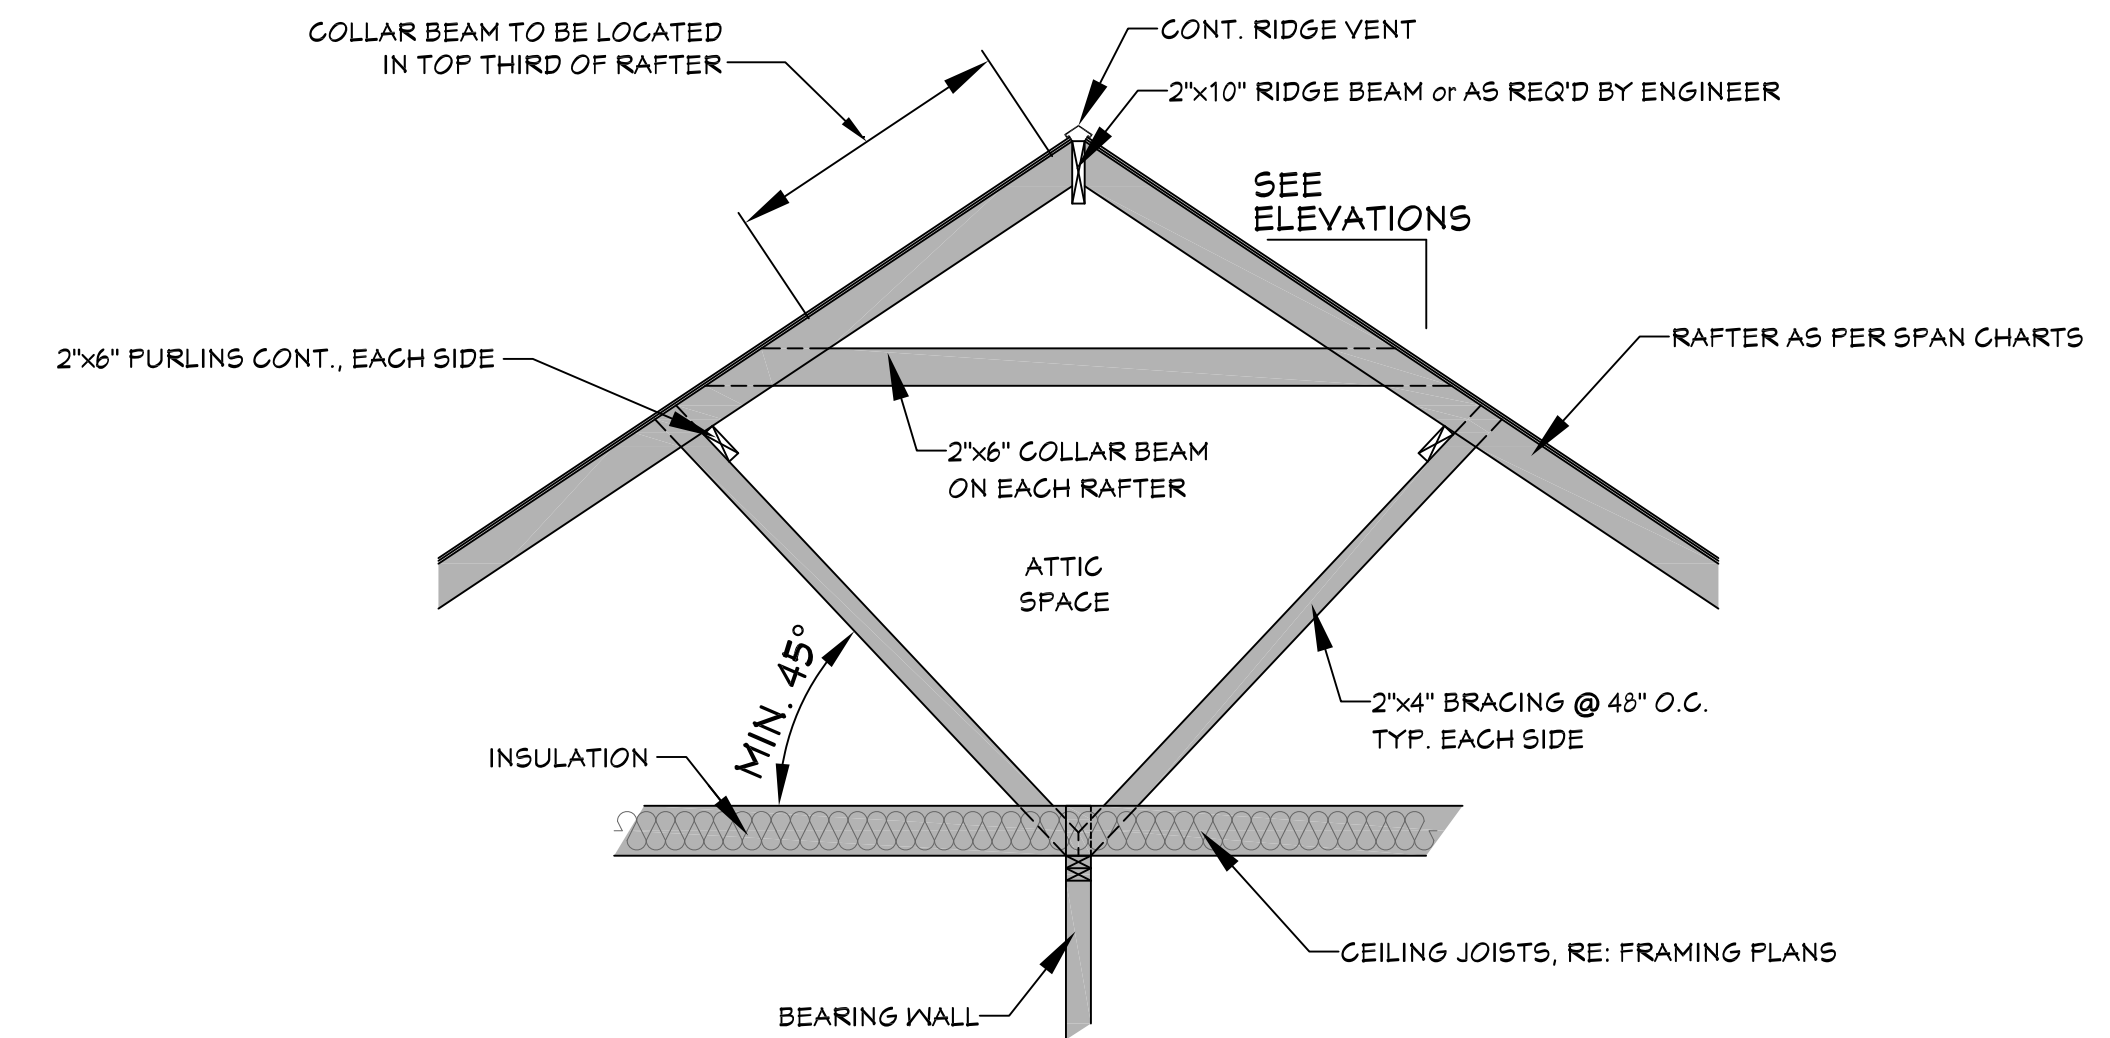 COLLAR BEAM TO BE LOCATED
IN TOP THIRD OF RAFTER
CONT. RIDGE VENT
2"x10" RIDGE BEAM or AS REQ'D BY ENGINEER
SEE
ELEVATIONS
RAFTER AS PER SPAN CHARTS
2"x6" PURLINS CONT., EACH SIDE
2"x6" COLLAR BEAM
ON EACH RAFTER
ATTIC
SPACE
MIN. 45°
2"x4" BRACING @ 48" O.C.
TYP. EACH SIDE
INSULATION
CEILING JOISTS, RE: FRAMING PLANS
BEARING WALL